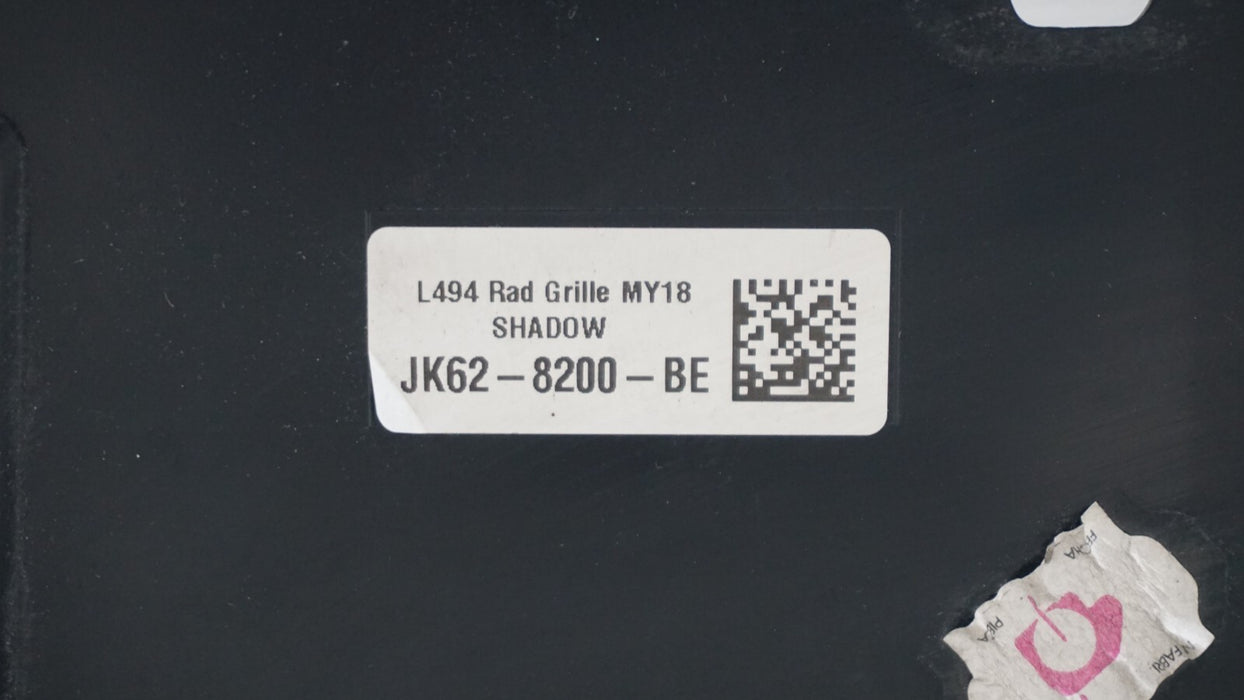 L494 Rad Grille MY18
SHADOW
JK62 – 8200 – BE